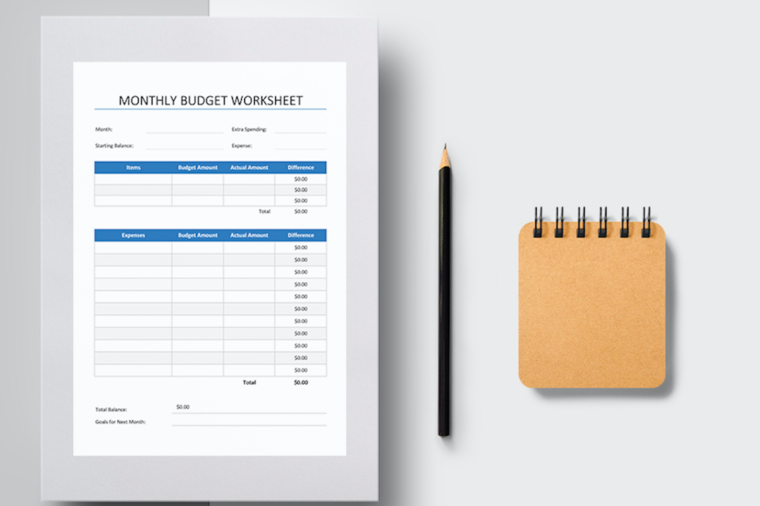 MONTHLY BUDGET WORKSHEET
Month: Extra Spending:
Starting Balance: Expense:
Items Budget Amount Actual Amount Difference
$0.00
$0.00
$0.00
Total $0.00
Expenses Budget Amount Actual Amount Difference
$0.00
$0.00
$0.00
$0.00
$0.00
$0.00
$0.00
$0.00
$0.00
$0.00
$0.00
Total $0.00
Total Balance: $0.00
Goals for Next Month: